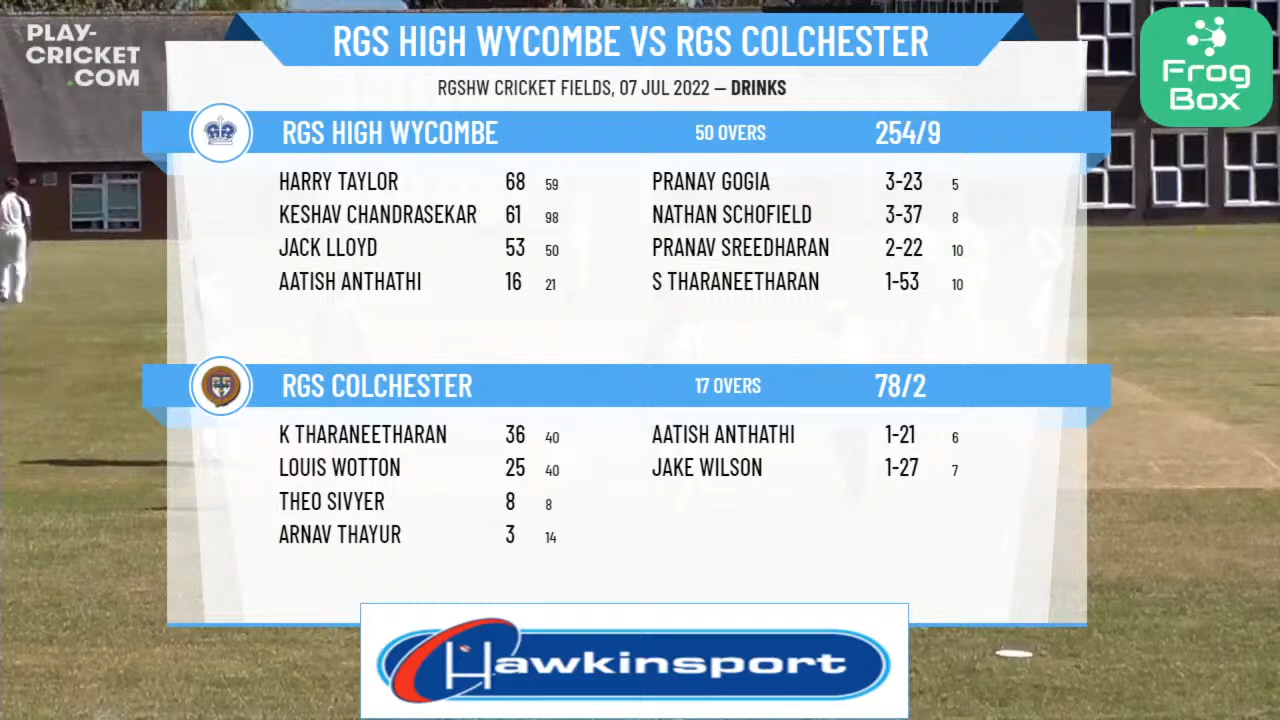 PLAY-
CRICKET
.COM
RGS HIGH WYCOMBE VS RGS COLCHESTER
Frog
Box
RGSHW CRICKET FIELDS, 07 JUL 2022 – DRINKS
RGS HIGH WYCOMBE 50 OVERS 254/9
HARRY TAYLOR 68 59 PRANAY GOGIA 3-23 5
KESHAV CHANDRASEKAR 61 98 NATHAN SCHOFIELD 3-37 8
JACK LLOYD 53 50 PRANAV SREEDHARAN 2-22 10
AATISH ANTHATHI 16 21 S THARANEETHARAN 1-53 10
RGS COLCHESTER 17 OVERS 78/2
K THARANEETHARAN 36 40 AATISH ANTHATHI 1-21 6
LOUIS WOTTON 25 40 JAKE WILSON 1-27 7
THEO SIVYER 8 8
ARNAV THAYUR 3 14
Hawkinsport